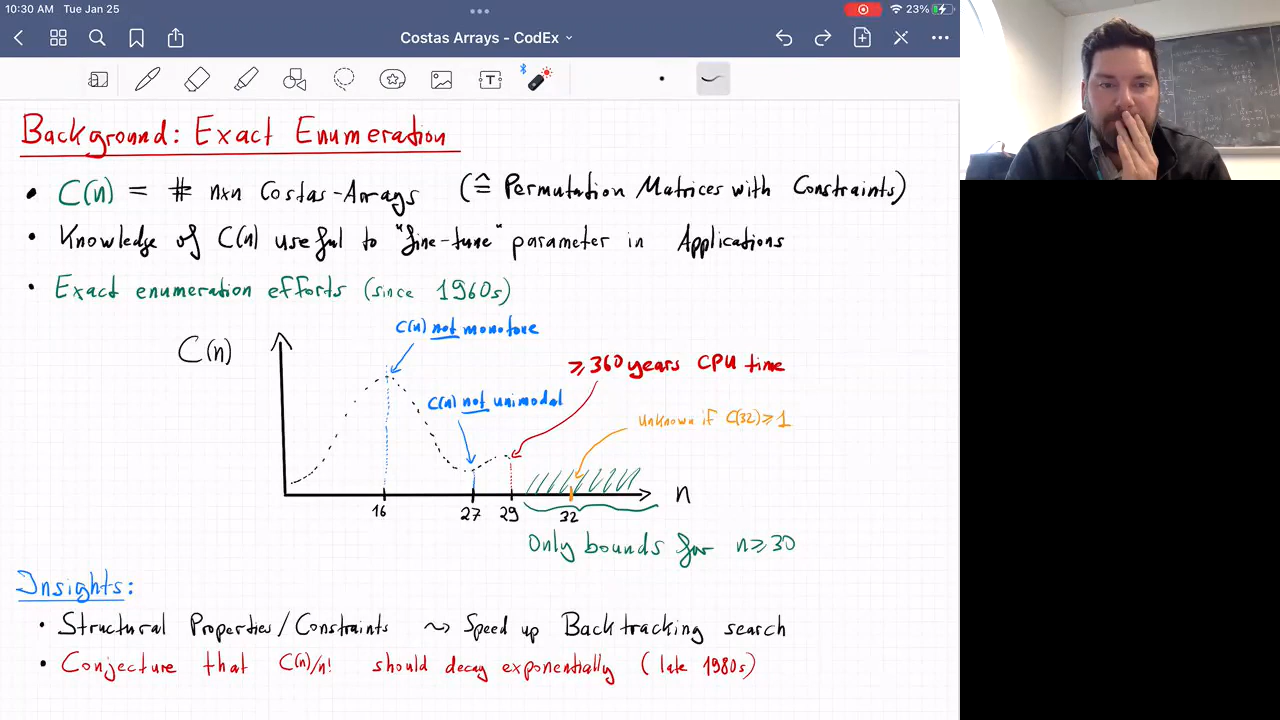 10:30 AM Tue Jan 25
23%
Costas Arrays - CodEx
Background: Exact Enumeration
• C(n) = # n×n Costas-Arrays (≙ Permutation Matrices with Constraints)
• Knowledge of C(n) useful to "fine-tune" parameter in Applications
• Exact enumeration efforts (since 1960s)
C(n) not monotone
C(n)
⩾360 years CPU time
C(n) not unimodal
unknown if C(32)⩾1
n
16
27
29
32
Only bounds for n⩾30
Insights:
• Structural Properties/Constraints ⤳ Speed up Backtracking search
• Conjecture that C(n)/n! should decay exponentially (late 1980s)